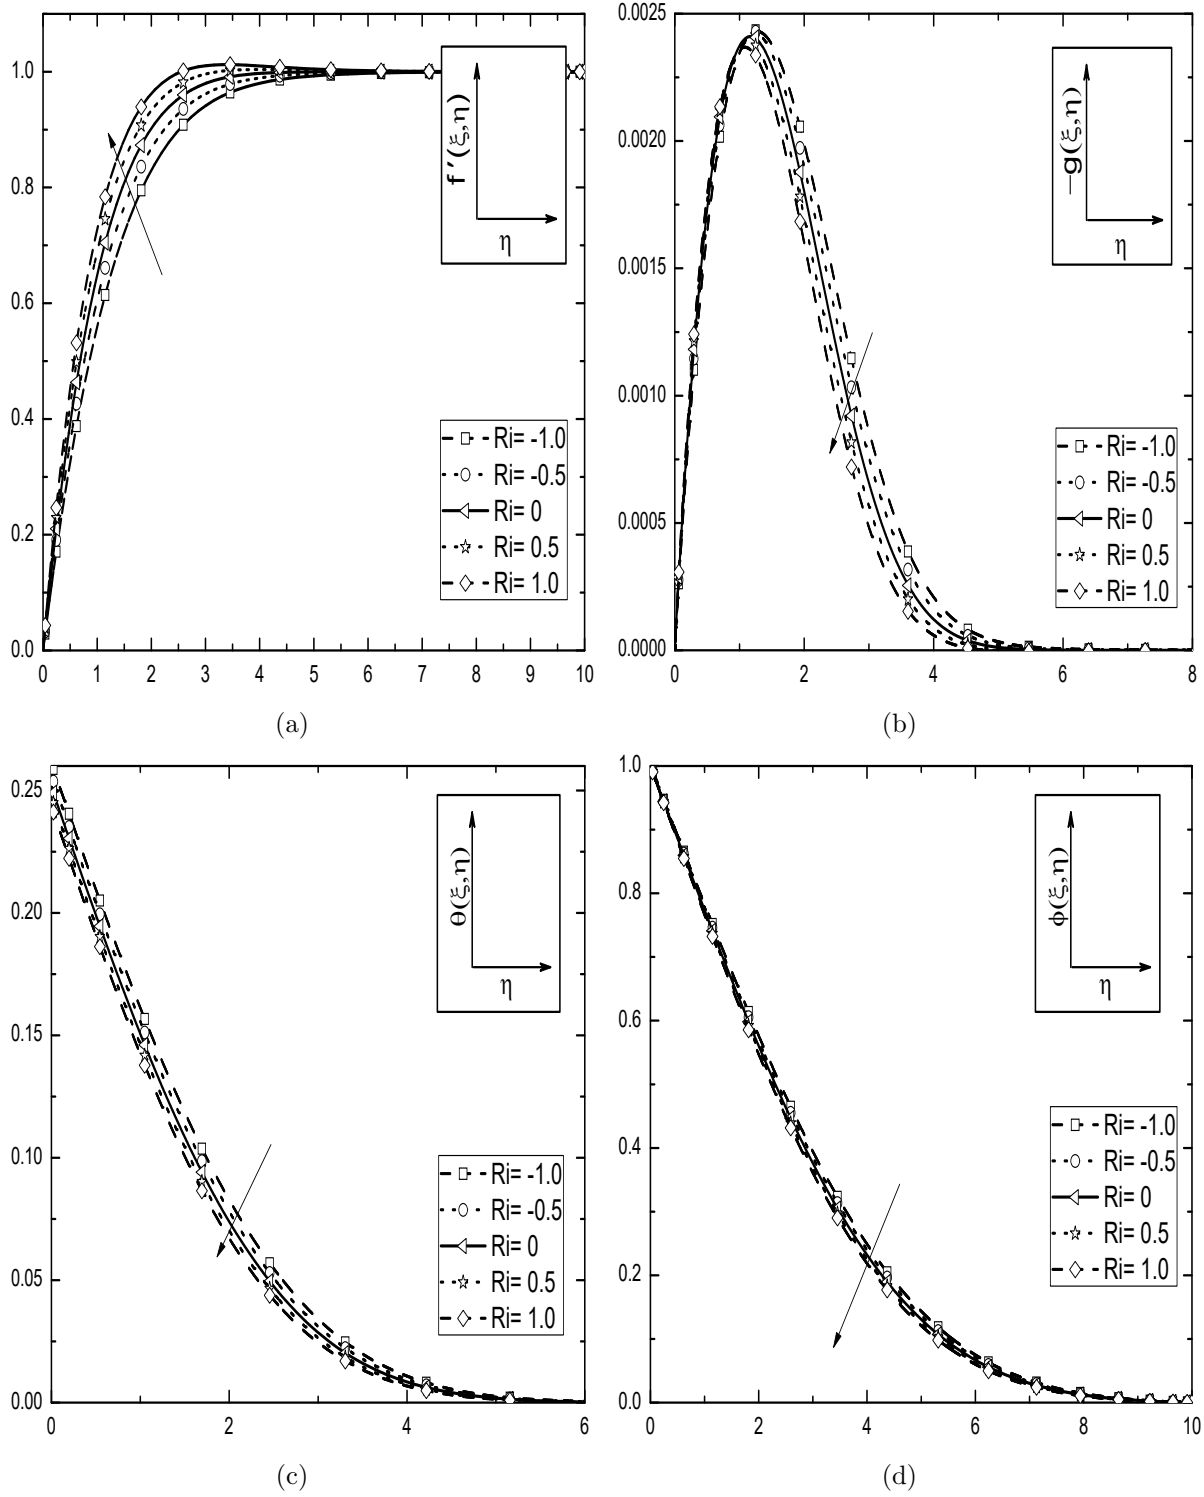 1.0
0.8
0.6
0.4
0.2
0.0
0 1 2 3 4 5 6 7 8 9 10
f′(ξ,η)
η
Ri= -1.0
Ri= -0.5
Ri= 0
Ri= 0.5
Ri= 1.0
(a)
0.0025
0.0020
0.0015
0.0010
0.0005
0.0000
0 2 4 6 8
−g(ξ,η)
η
Ri= -1.0
Ri= -0.5
Ri= 0
Ri= 0.5
Ri= 1.0
(b)
0.25
0.20
0.15
0.10
0.05
0.00
0 2 4 6
θ(ξ,η)
η
Ri= -1.0
Ri= -0.5
Ri= 0
Ri= 0.5
Ri= 1.0
(c)
1.0
0.8
0.6
0.4
0.2
0.0
0 2 4 6 8 10
ϕ(ξ,η)
η
Ri= -1.0
Ri= -0.5
Ri= 0
Ri= 0.5
Ri= 1.0
(d)